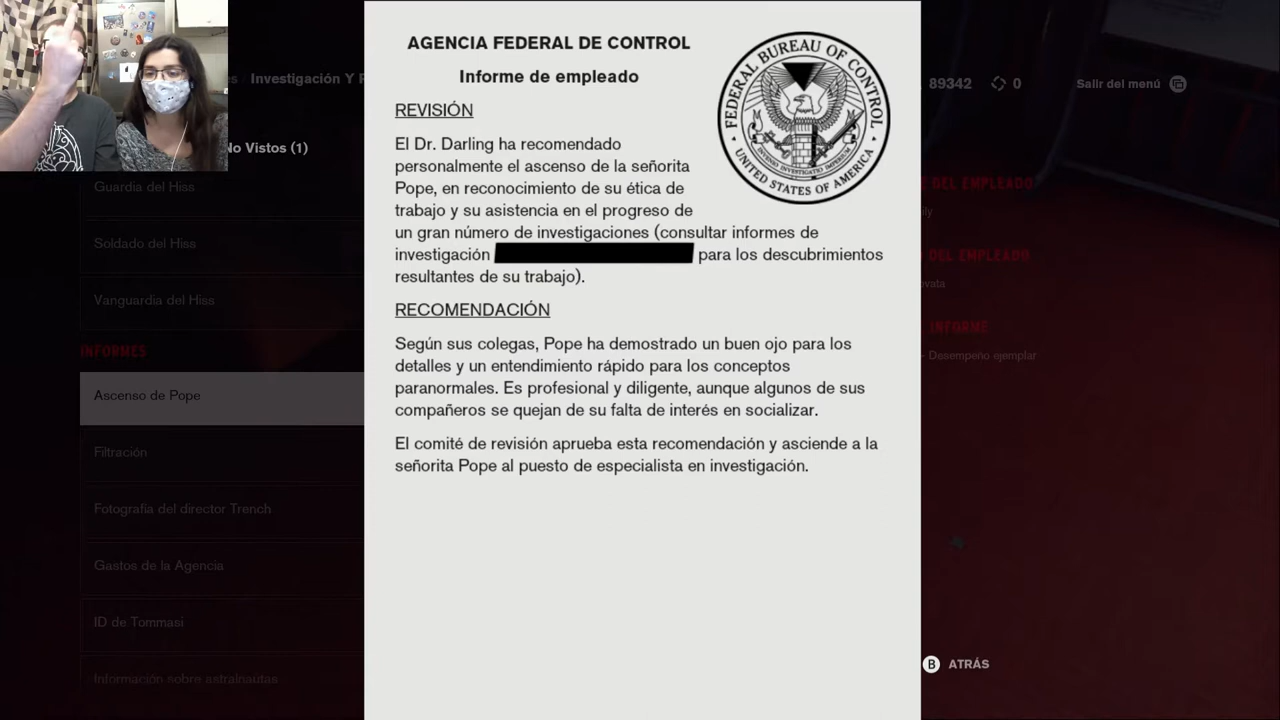 AGENCIA FEDERAL DE CONTROL
Informe de empleado
REVISIÓN
El Dr. Darling ha recomendado
personalmente el ascenso de la señorita
Pope, en reconocimiento de su ética de
trabajo y su asistencia en el progreso de
un gran número de investigaciones (consultar informes de
investigación para los descubrimientos
resultantes de su trabajo).
RECOMENDACIÓN
Según sus colegas, Pope ha demostrado un buen ojo para los
detalles y un entendimiento rápido para los conceptos
paranormales. Es profesional y diligente, aunque algunos de sus
compañeros se quejan de su falta de interés en socializar.
El comité de revisión aprueba esta recomendación y asciende a la
señorita Pope al puesto de especialista en investigación.
FEDERAL BUREAU OF CONTROL
UNITED STATES OF AMERICA
Investigación Y
No Vistos (1)
Guardia del Hiss
Soldado del Hiss
Vanguardia del Hiss
INFORMES
Ascenso de Pope
Filtración
Fotografía del director Trench
Gastos de la Agencia
ID de Tommasi
Información sobre astralnautas
89342
0
Salir del menú
DEL EMPLEADO
DEL EMPLEADO
INFORME
- Desempeño ejemplar
B ATRÁS